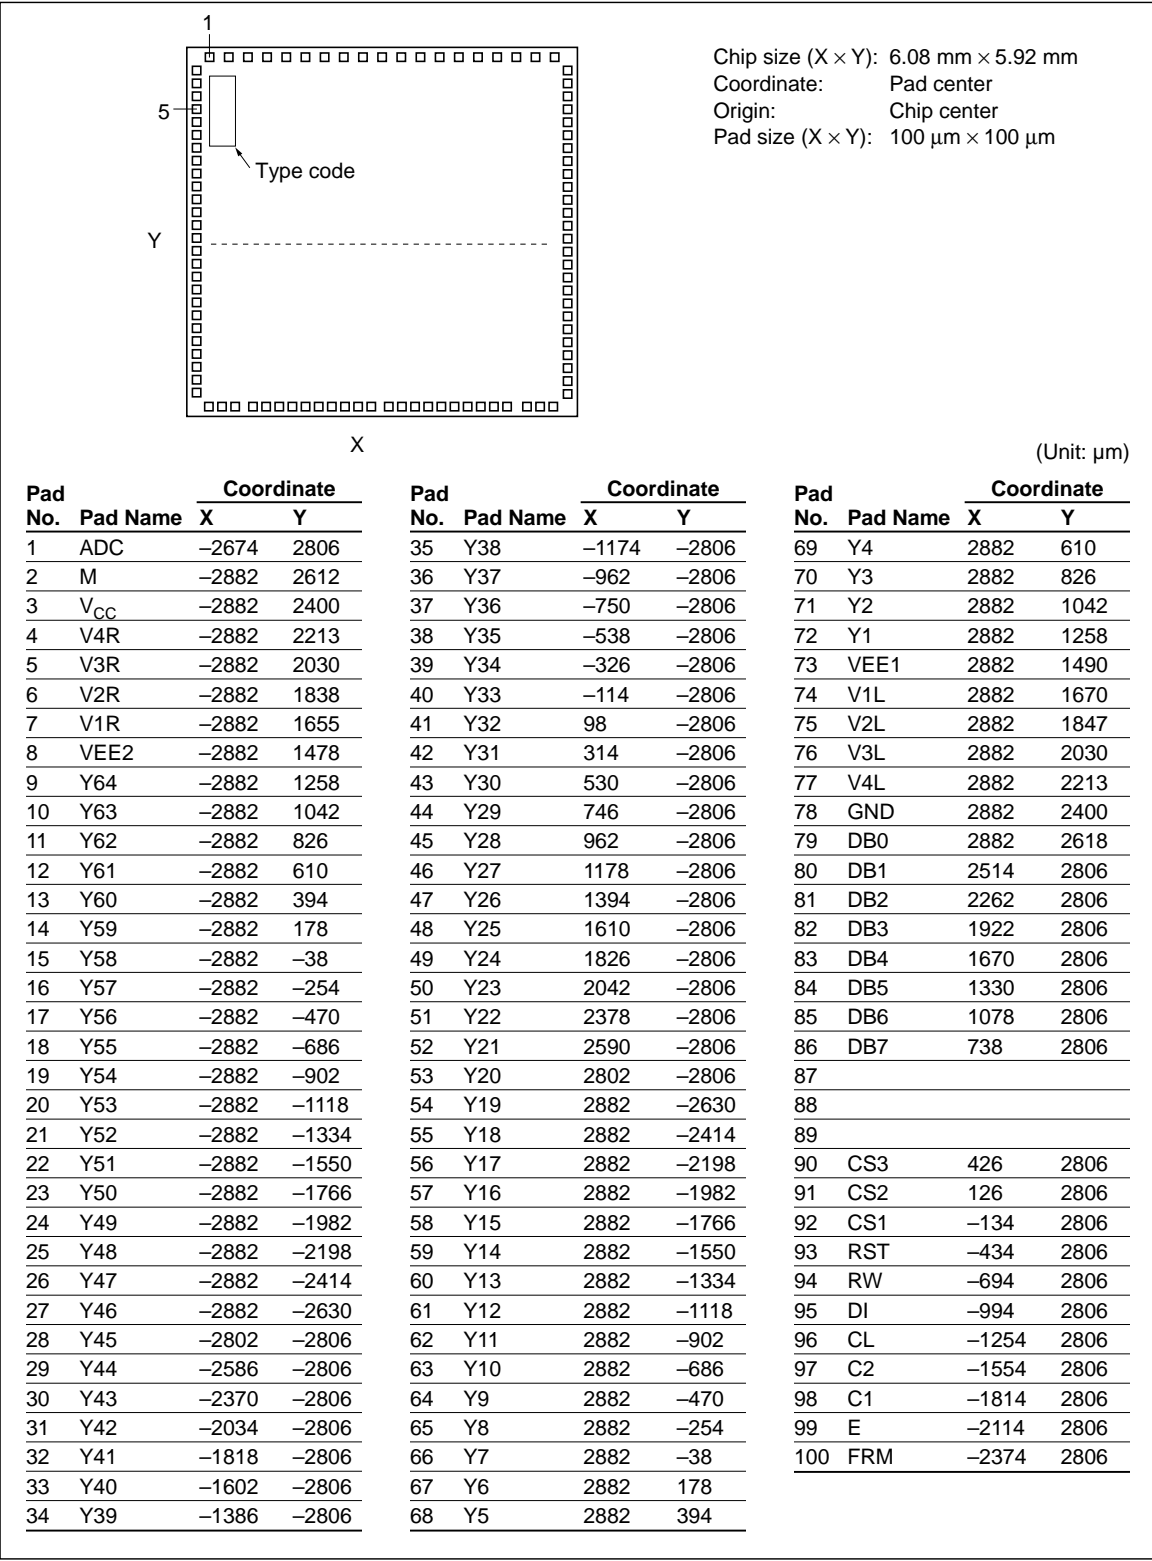 1
5
Type code
Y
X
Chip size (X × Y): 6.08 mm × 5.92 mm
Coordinate: Pad center
Origin: Chip center
Pad size (X × Y): 100 μm × 100 μm
(Unit: μm)
Pad No. Pad Name Coordinate X Y
1 ADC –2674 2806
2 M –2882 2612
3 VCC –2882 2400
4 V4R –2882 2213
5 V3R –2882 2030
6 V2R –2882 1838
7 V1R –2882 1655
8 VEE2 –2882 1478
9 Y64 –2882 1258
10 Y63 –2882 1042
11 Y62 –2882 826
12 Y61 –2882 610
13 Y60 –2882 394
14 Y59 –2882 178
15 Y58 –2882 –38
16 Y57 –2882 –254
17 Y56 –2882 –470
18 Y55 –2882 –686
19 Y54 –2882 –902
20 Y53 –2882 –1118
21 Y52 –2882 –1334
22 Y51 –2882 –1550
23 Y50 –2882 –1766
24 Y49 –2882 –1982
25 Y48 –2882 –2198
26 Y47 –2882 –2414
27 Y46 –2882 –2630
28 Y45 –2802 –2806
29 Y44 –2586 –2806
30 Y43 –2370 –2806
31 Y42 –2034 –2806
32 Y41 –1818 –2806
33 Y40 –1602 –2806
34 Y39 –1386 –2806
Pad No. Pad Name Coordinate X Y
35 Y38 –1174 –2806
36 Y37 –962 –2806
37 Y36 –750 –2806
38 Y35 –538 –2806
39 Y34 –326 –2806
40 Y33 –114 –2806
41 Y32 98 –2806
42 Y31 314 –2806
43 Y30 530 –2806
44 Y29 746 –2806
45 Y28 962 –2806
46 Y27 1178 –2806
47 Y26 1394 –2806
48 Y25 1610 –2806
49 Y24 1826 –2806
50 Y23 2042 –2806
51 Y22 2378 –2806
52 Y21 2590 –2806
53 Y20 2802 –2806
54 Y19 2882 –2630
55 Y18 2882 –2414
56 Y17 2882 –2198
57 Y16 2882 –1982
58 Y15 2882 –1766
59 Y14 2882 –1550
60 Y13 2882 –1334
61 Y12 2882 –1118
62 Y11 2882 –902
63 Y10 2882 –686
64 Y9 2882 –470
65 Y8 2882 –254
66 Y7 2882 –38
67 Y6 2882 178
68 Y5 2882 394
Pad No. Pad Name Coordinate X Y
69 Y4 2882 610
70 Y3 2882 826
71 Y2 2882 1042
72 Y1 2882 1258
73 VEE1 2882 1490
74 V1L 2882 1670
75 V2L 2882 1847
76 V3L 2882 2030
77 V4L 2882 2213
78 GND 2882 2400
79 DB0 2882 2618
80 DB1 2514 2806
81 DB2 2262 2806
82 DB3 1922 2806
83 DB4 1670 2806
84 DB5 1330 2806
85 DB6 1078 2806
86 DB7 738 2806
87
88
89
90 CS3 426 2806
91 CS2 126 2806
92 CS1 –134 2806
93 RST –434 2806
94 RW –694 2806
95 DI –994 2806
96 CL –1254 2806
97 C2 –1554 2806
98 C1 –1814 2806
99 E –2114 2806
100 FRM –2374 2806